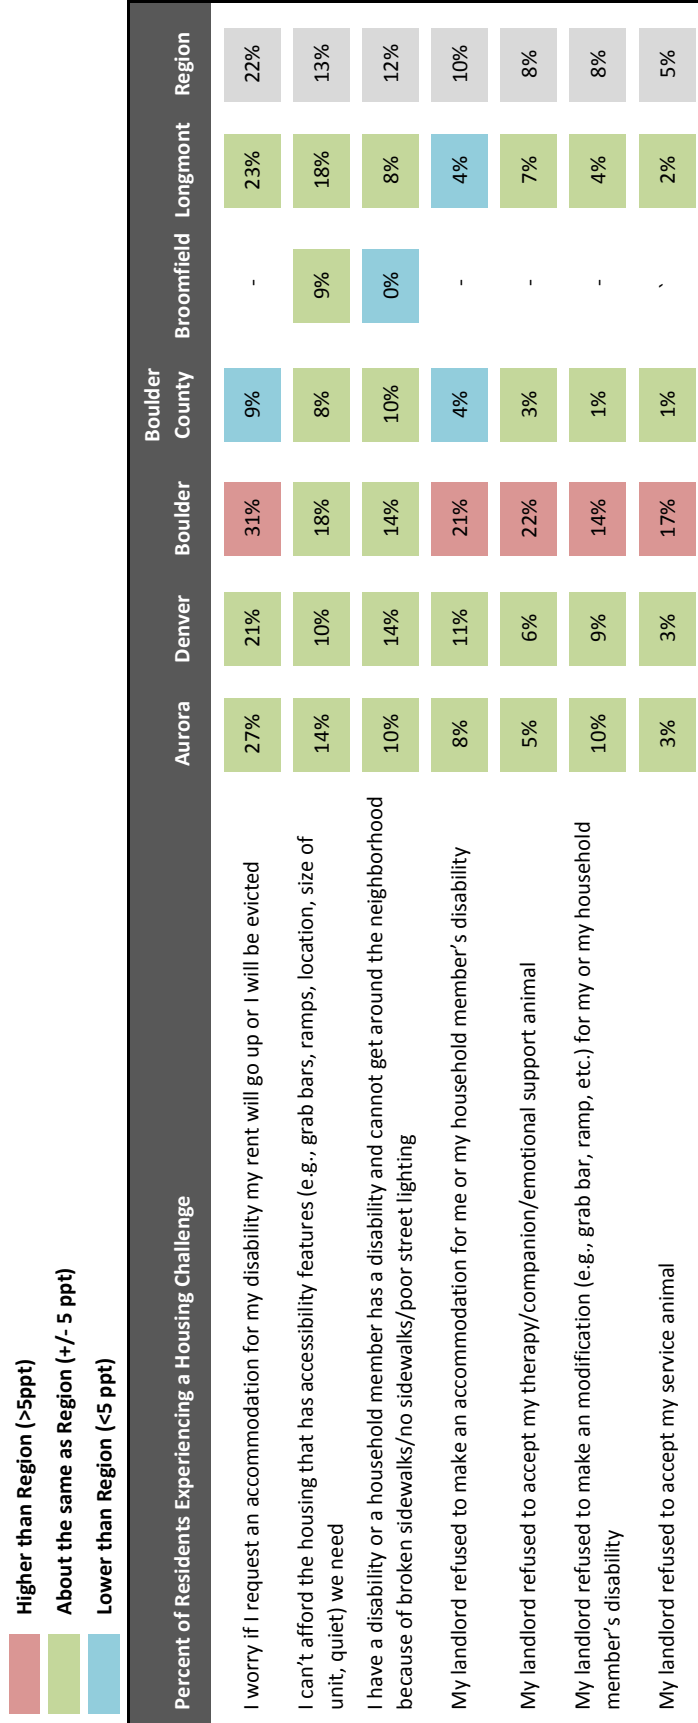 Higher than Region (>5ppt)
About the same as Region (+/- 5 ppt)
Lower than Region (<5 ppt)
Percent of Residents Experiencing a Housing Challenge Aurora Denver Boulder Boulder County Broomfield Longmont Region
I worry if I request an accommodation for my disability my rent will go up or I will be evicted 27% 21% 31% 9% - 23% 22%
I can't afford the housing that has accessibility features (e.g., grab bars, ramps, location, size of
unit, quiet) we need 14% 10% 18% 8% 9% 18% 13%
I have a disability or a household member has a disability and cannot get around the neighborhood
because of broken sidewalks/no sidewalks/poor street lighting 10% 14% 14% 10% 0% 8% 12%
My landlord refused to make an accommodation for me or my household member's disability 8% 11% 21% 4% - 4% 10%
My landlord refused to accept my therapy/companion/emotional support animal 5% 6% 22% 3% - 7% 8%
My landlord refused to make an modification (e.g., grab bar, ramp, etc.) for my or my household
member's disability 10% 9% 14% 1% - 4% 8%
My landlord refused to accept my service animal 3% 3% 17% 1% ` 2% 5%